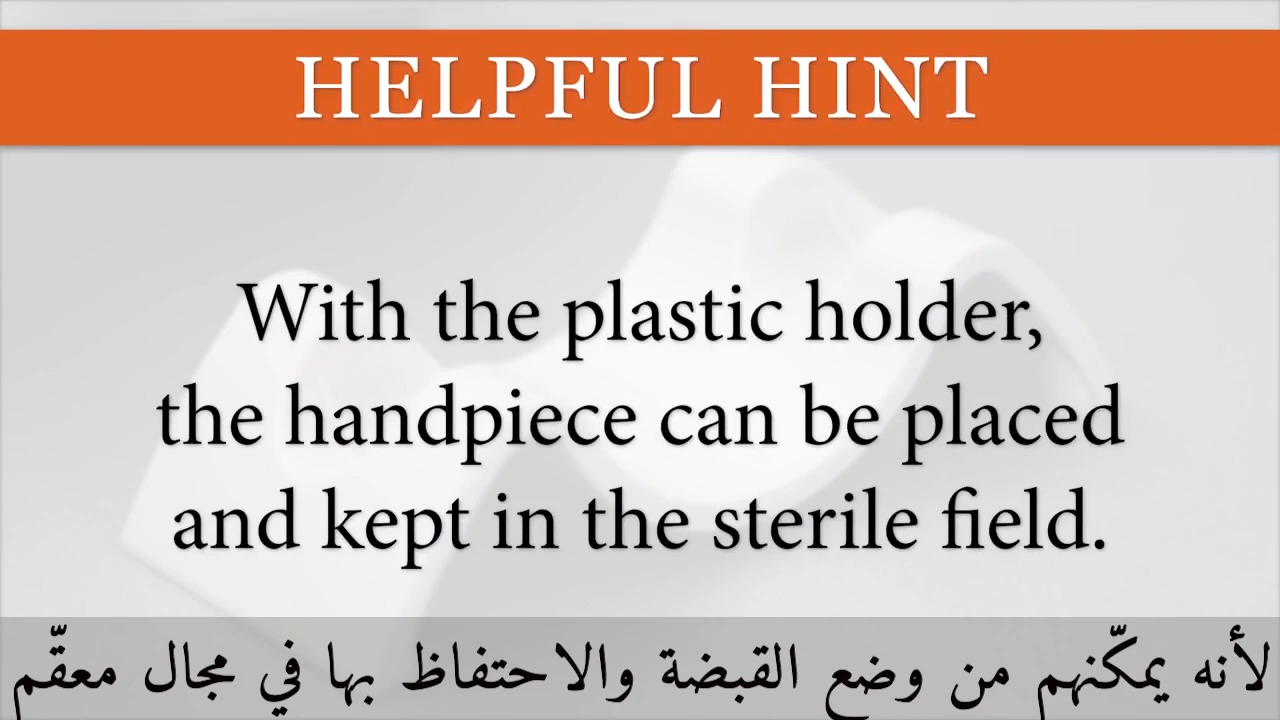 HELPFUL HINT
With the plastic holder,
the handpiece can be placed
and kept in the sterile field.
لأنه يمكّنهم من وضع القبضة والاحتفاظ بها في مجال معقّم